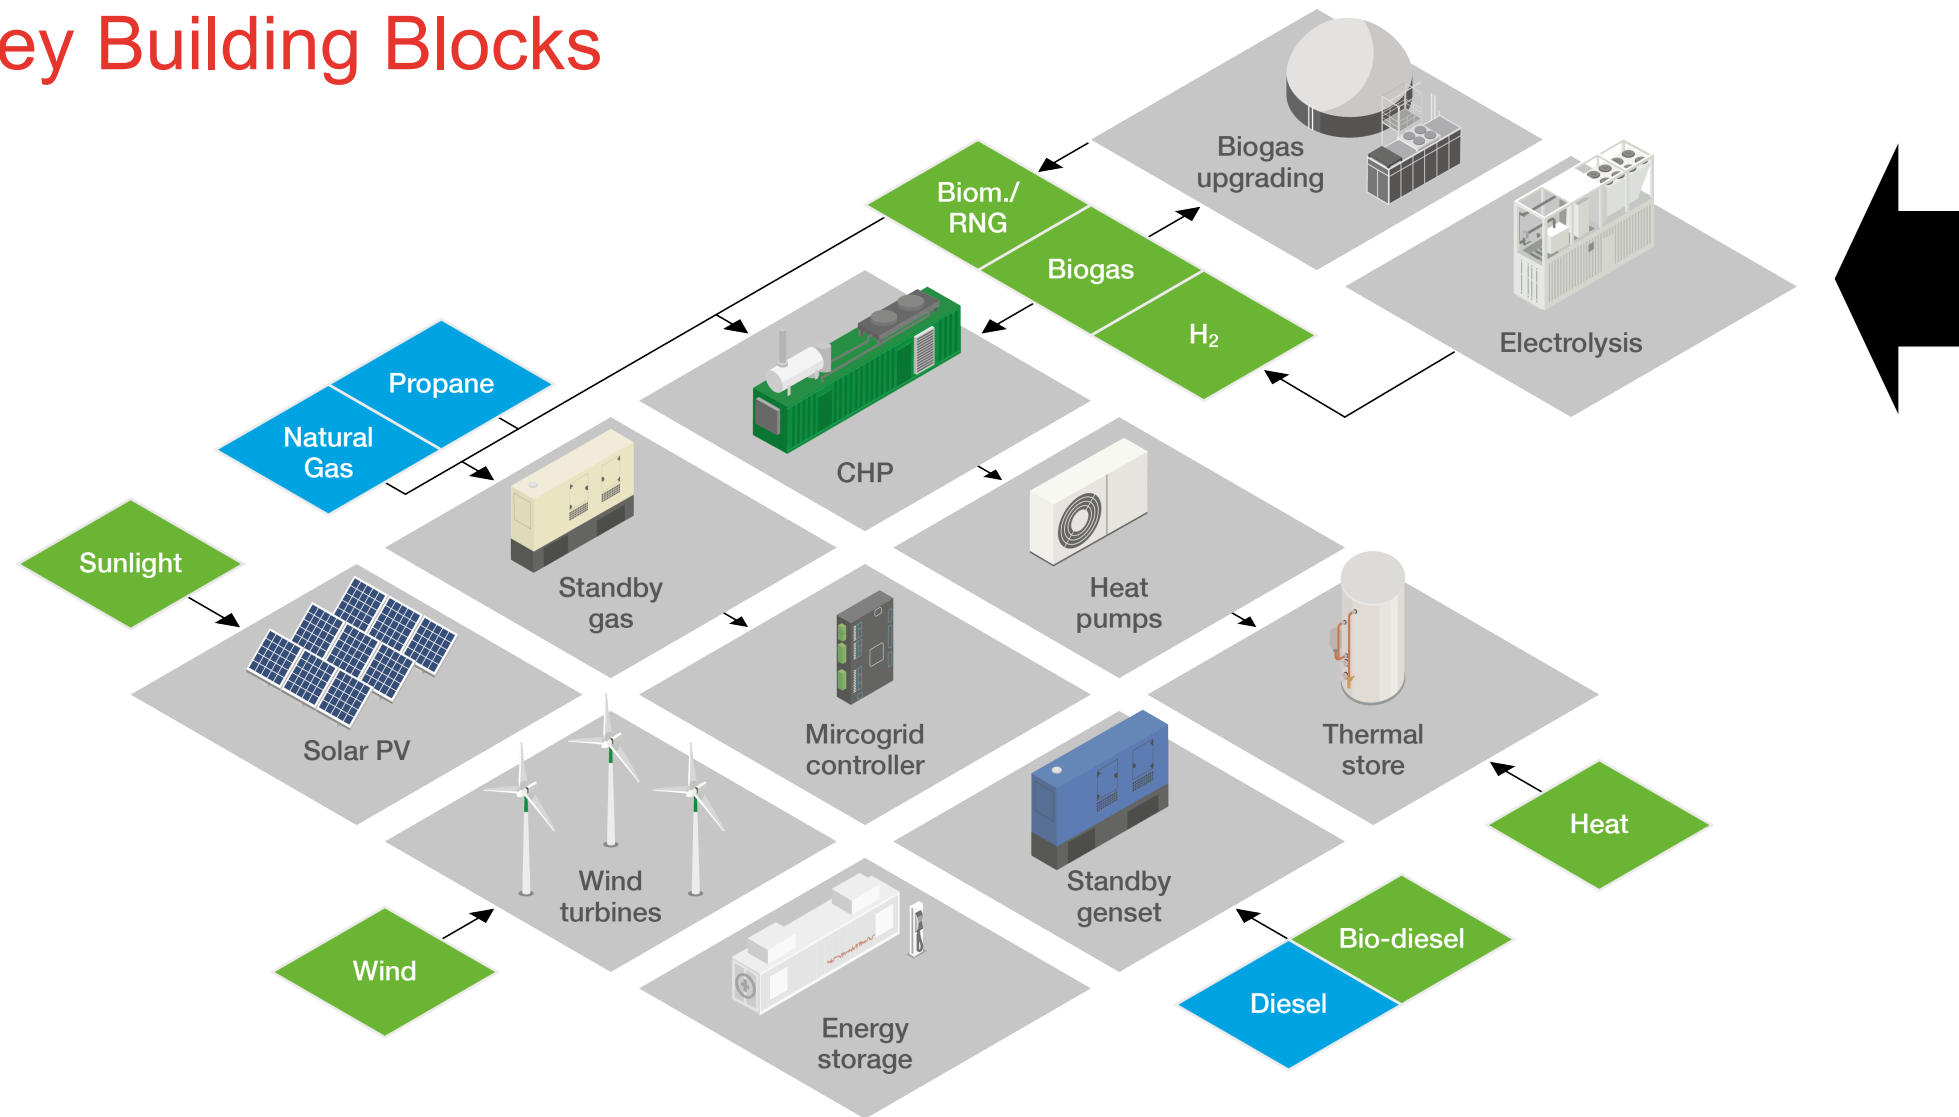 ey Building Blocks
Biogas
upgrading
Biom./
RNG
Biogas
H₂
Electrolysis
Propane
Natural
Gas
CHP
Sunlight
Standby
gas
Heat
pumps
Solar PV
Mircogrid
controller
Thermal
store
Heat
Wind
turbines
Standby
genset
Wind
Bio-diesel
Diesel
Energy
storage